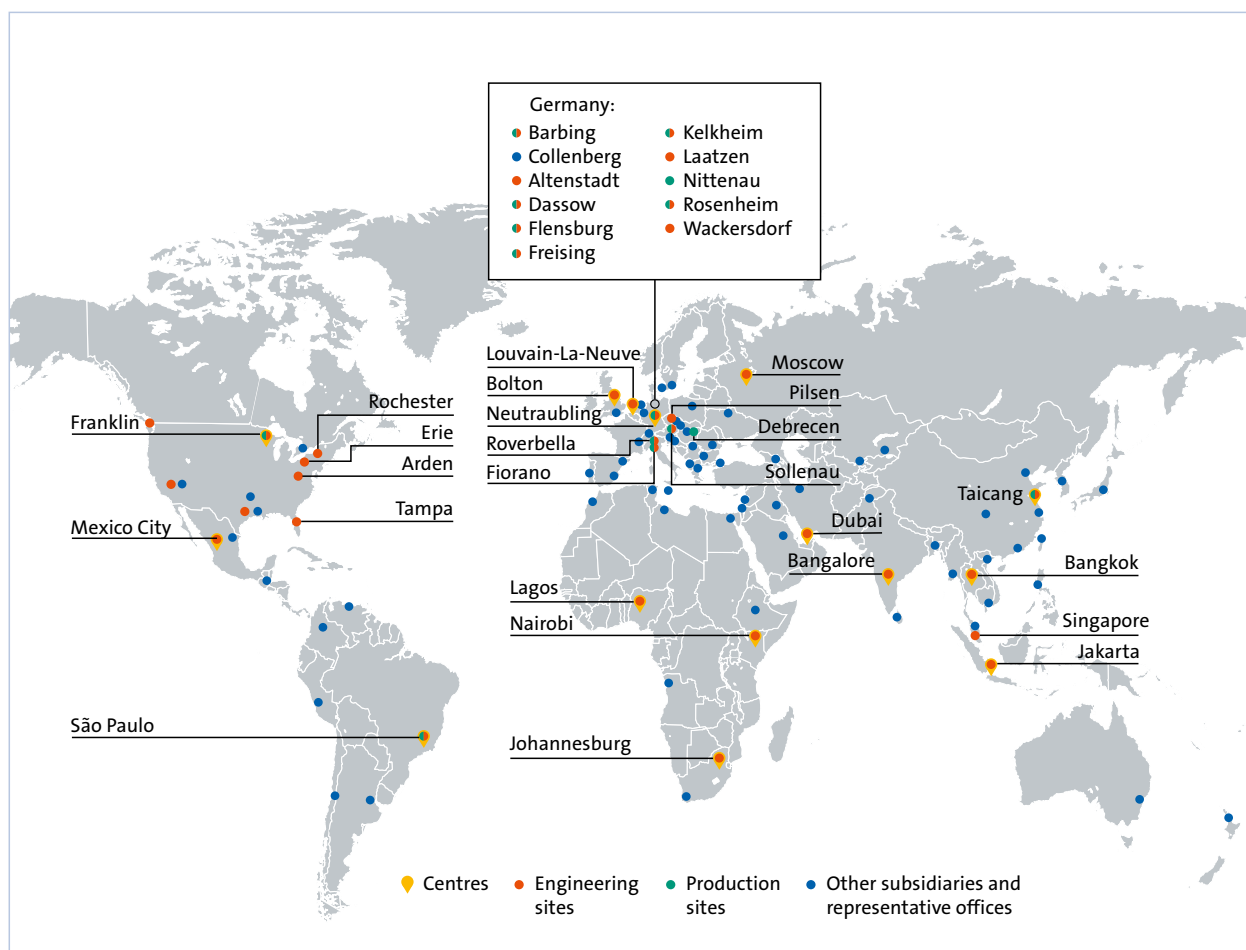 Germany:
Barbing
Collenberg
Altenstadt
Dassow
Flensburg
Freising
Kelkheim
Laatzen
Nittenau
Rosenheim
Wackersdorf
Louvain-La-Neuve
Bolton
Neutraubling
Roverbella
Fiorano
Moscow
Pilsen
Debrecen
Sollenau
Rochester
Franklin
Erie
Arden
Tampa
Mexico City
Taicang
Dubai
Bangalore
Bangkok
Lagos
Nairobi
Singapore
Jakarta
São Paulo
Johannesburg
Centres
Engineering
sites
Production
sites
Other subsidiaries and
representative offices